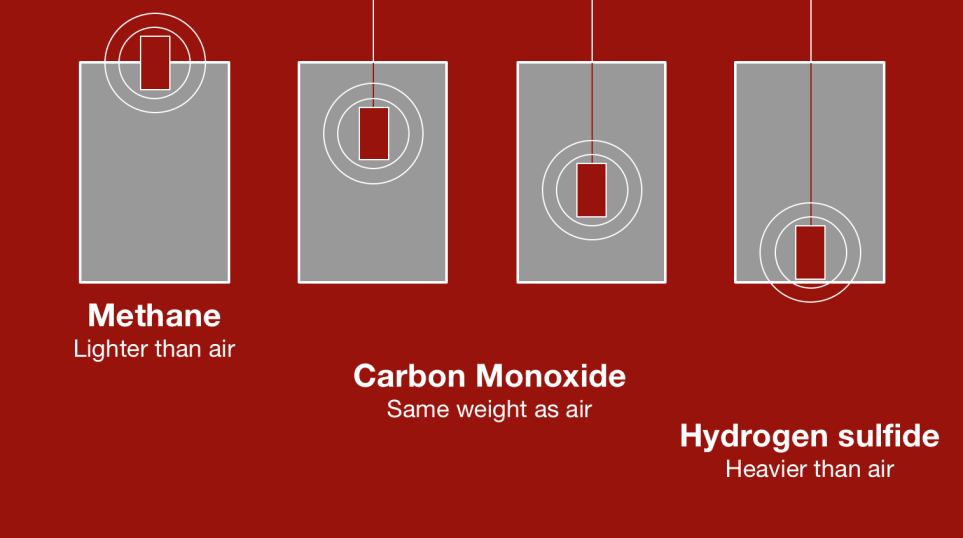 Methane
Lighter than air
Carbon Monoxide
Same weight as air
Hydrogen sulfide
Heavier than air